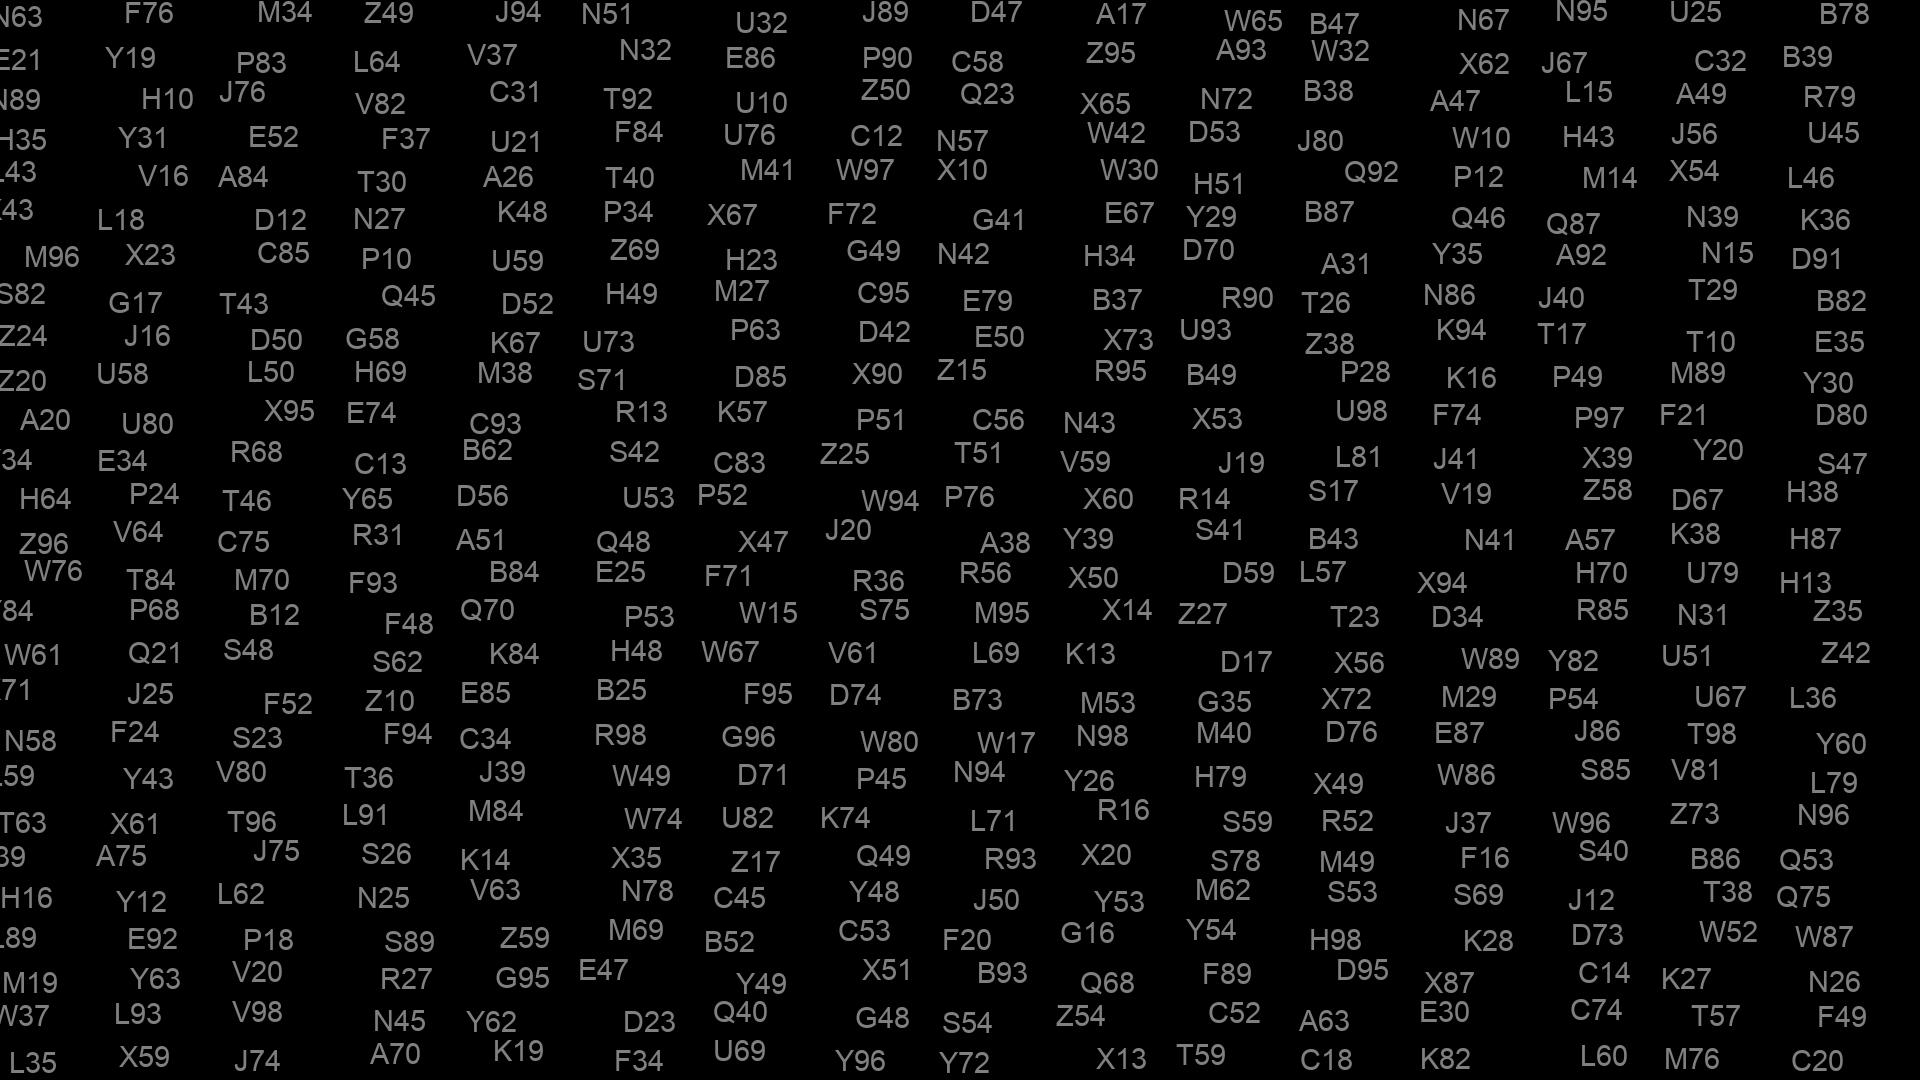 N63 F76 M34 Z49 J94 N51 U32 J89 D47 A17 W65 B47 N67 N95 U25 B78
E21 Y19 P83 L64 V37 N32 E86 P90 C58 Z95 A93 W32 X62 J67 C32 B39
N89 H10 J76 V82 C31 T92 U10 Z50 Q23 X65 N72 B38 A47 L15 A49 R79
H35 Y31 E52 F37 U21 F84 U76 C12 N57 W42 D53 J80 W10 H43 J56 U45
L43 V16 A84 T30 A26 T40 M41 W97 X10 W30 H51 Q92 P12 M14 X54 L46
43 L18 D12 N27 K48 P34 X67 F72 G41 E67 Y29 B87 Q46 Q87 N39 K36
M96 X23 C85 P10 U59 Z69 H23 G49 N42 H34 D70 A31 Y35 A92 N15 D91
S82 G17 T43 Q45 D52 H49 M27 C95 E79 B37 R90 T26 N86 J40 T29 B82
Z24 J16 D50 G58 K67 U73 P63 D42 E50 X73 U93 Z38 K94 T17 T10 E35
Z20 U58 L50 H69 M38 S71 D85 X90 Z15 R95 B49 P28 K16 P49 M89 Y30
A20 U80 X95 E74 C93 R13 K57 P51 C56 N43 X53 U98 F74 P97 F21 D80
34 E34 R68 C13 B62 S42 C83 Z25 T51 V59 J19 L81 J41 X39 Y20 S47
H64 P24 T46 Y65 D56 U53 P52 W94 P76 X60 R14 S17 V19 Z58 D67 H38
Z96 V64 C75 R31 A51 Q48 X47 J20 A38 Y39 S41 B43 N41 A57 K38 H87
W76 T84 M70 F93 B84 E25 F71 R36 R56 X50 D59 L57 X94 H70 U79 H13
84 P68 B12 F48 Q70 P53 W15 S75 M95 X14 Z27 T23 D34 R85 N31 Z35
W61 Q21 S48 S62 K84 H48 W67 V61 L69 K13 D17 X56 W89 Y82 U51 Z42
71 J25 F52 Z10 E85 B25 F95 D74 B73 M53 G35 X72 M29 P54 U67 L36
N58 F24 S23 F94 C34 R98 G96 W80 W17 N98 M40 D76 E87 J86 T98 Y60
59 Y43 V80 T36 J39 W49 D71 P45 N94 Y26 H79 X49 W86 S85 V81 L79
T63 X61 T96 L91 M84 W74 U82 K74 L71 R16 S59 R52 J37 W96 Z73 N96
39 A75 J75 S26 K14 X35 Z17 Q49 R93 X20 S78 M49 F16 S40 B86 Q53
H16 Y12 L62 N25 V63 N78 C45 Y48 J50 Y53 M62 S53 S69 J12 T38 Q75
L89 E92 P18 S89 Z59 M69 B52 C53 F20 G16 Y54 H98 K28 D73 W52 W87
M19 Y63 V20 R27 G95 E47 Y49 X51 B93 Q68 F89 D95 X87 C14 K27 N26
W37 L93 V98 N45 Y62 D23 Q40 G48 S54 Z54 C52 A63 E30 C74 T57 F49
L35 X59 J74 A70 K19 F34 U69 Y96 Y72 X13 T59 C18 K82 L60 M76 C20